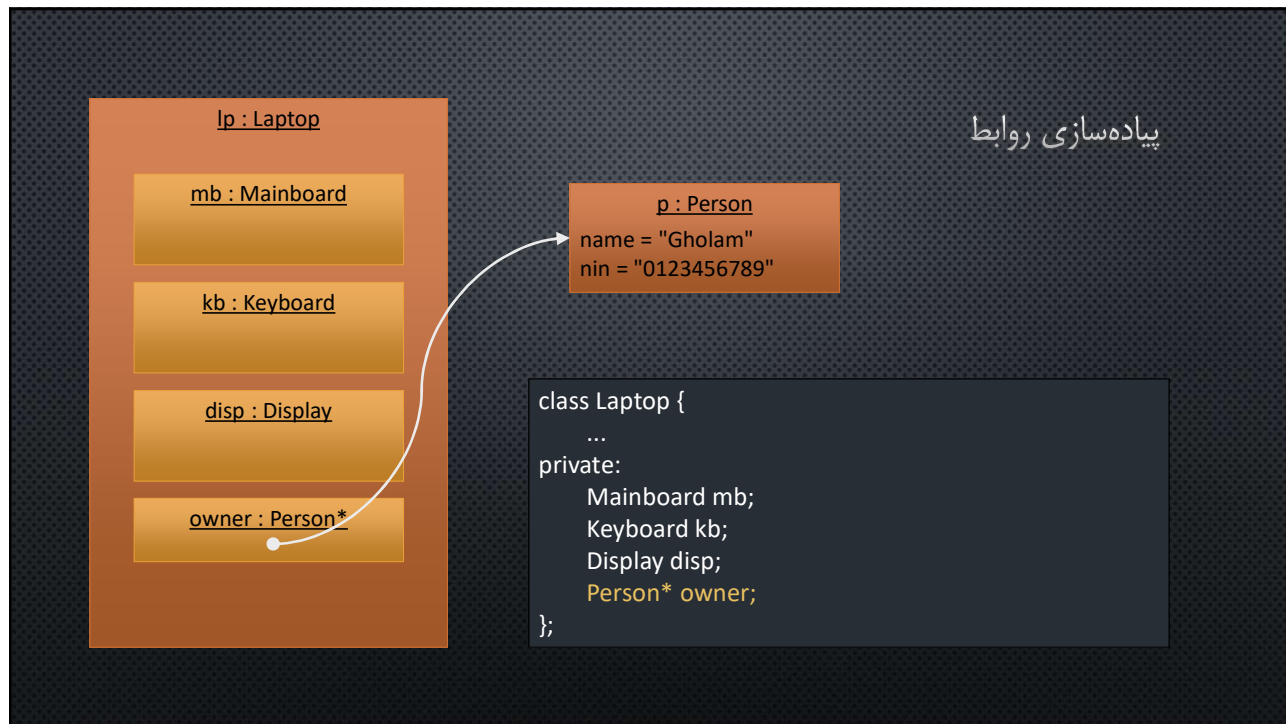 پیاده‌سازی روابط
lp : Laptop
mb : Mainboard
kb : Keyboard
disp : Display
owner : Person*
p : Person
name = "Gholam"
nin = "0123456789"
class Laptop {
...
private:
Mainboard mb;
Keyboard kb;
Display disp;
Person* owner;
};